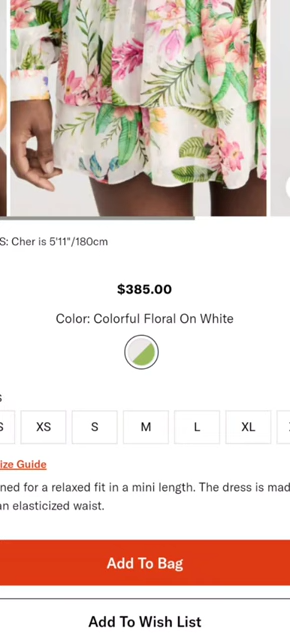 S: Cher is 5'11"/180cm
$385.00
Color: Colorful Floral On White
S
S XS S M L XL
ize Guide
ned for a relaxed fit in a mini length. The dress is mad
an elasticized waist.
Add To Bag
Add To Wish List